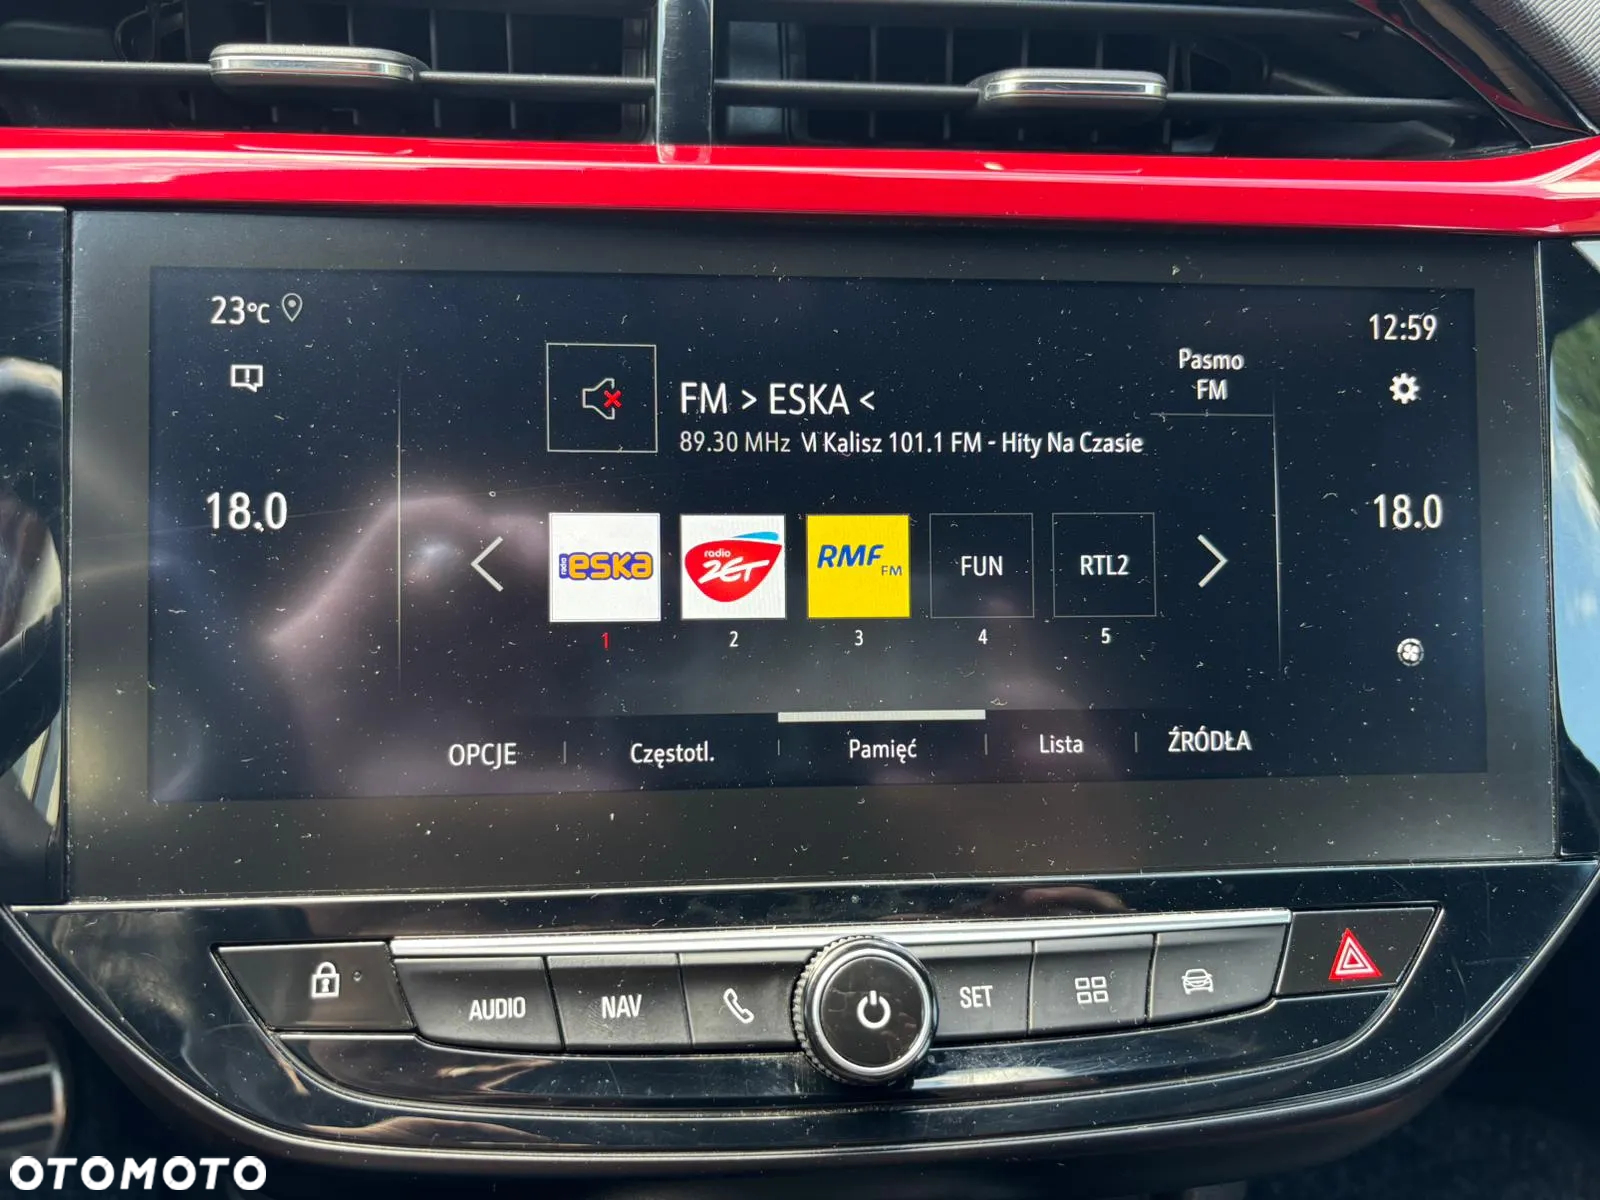 23°C
12:59
Pasmo
FM
FM > ESKA <
89.30 MHz VI Kalisz 101.1 FM - Hity Na Czasie
18.0
18.0
radio eska
radio ZET
RMF FM
FUN
RTL2
1
2
3
4
5
OPCJE
Częstotl.
Pamięć
Lista
ŹRÓDŁA
AUDIO
NAV
SET
OTOMOTO